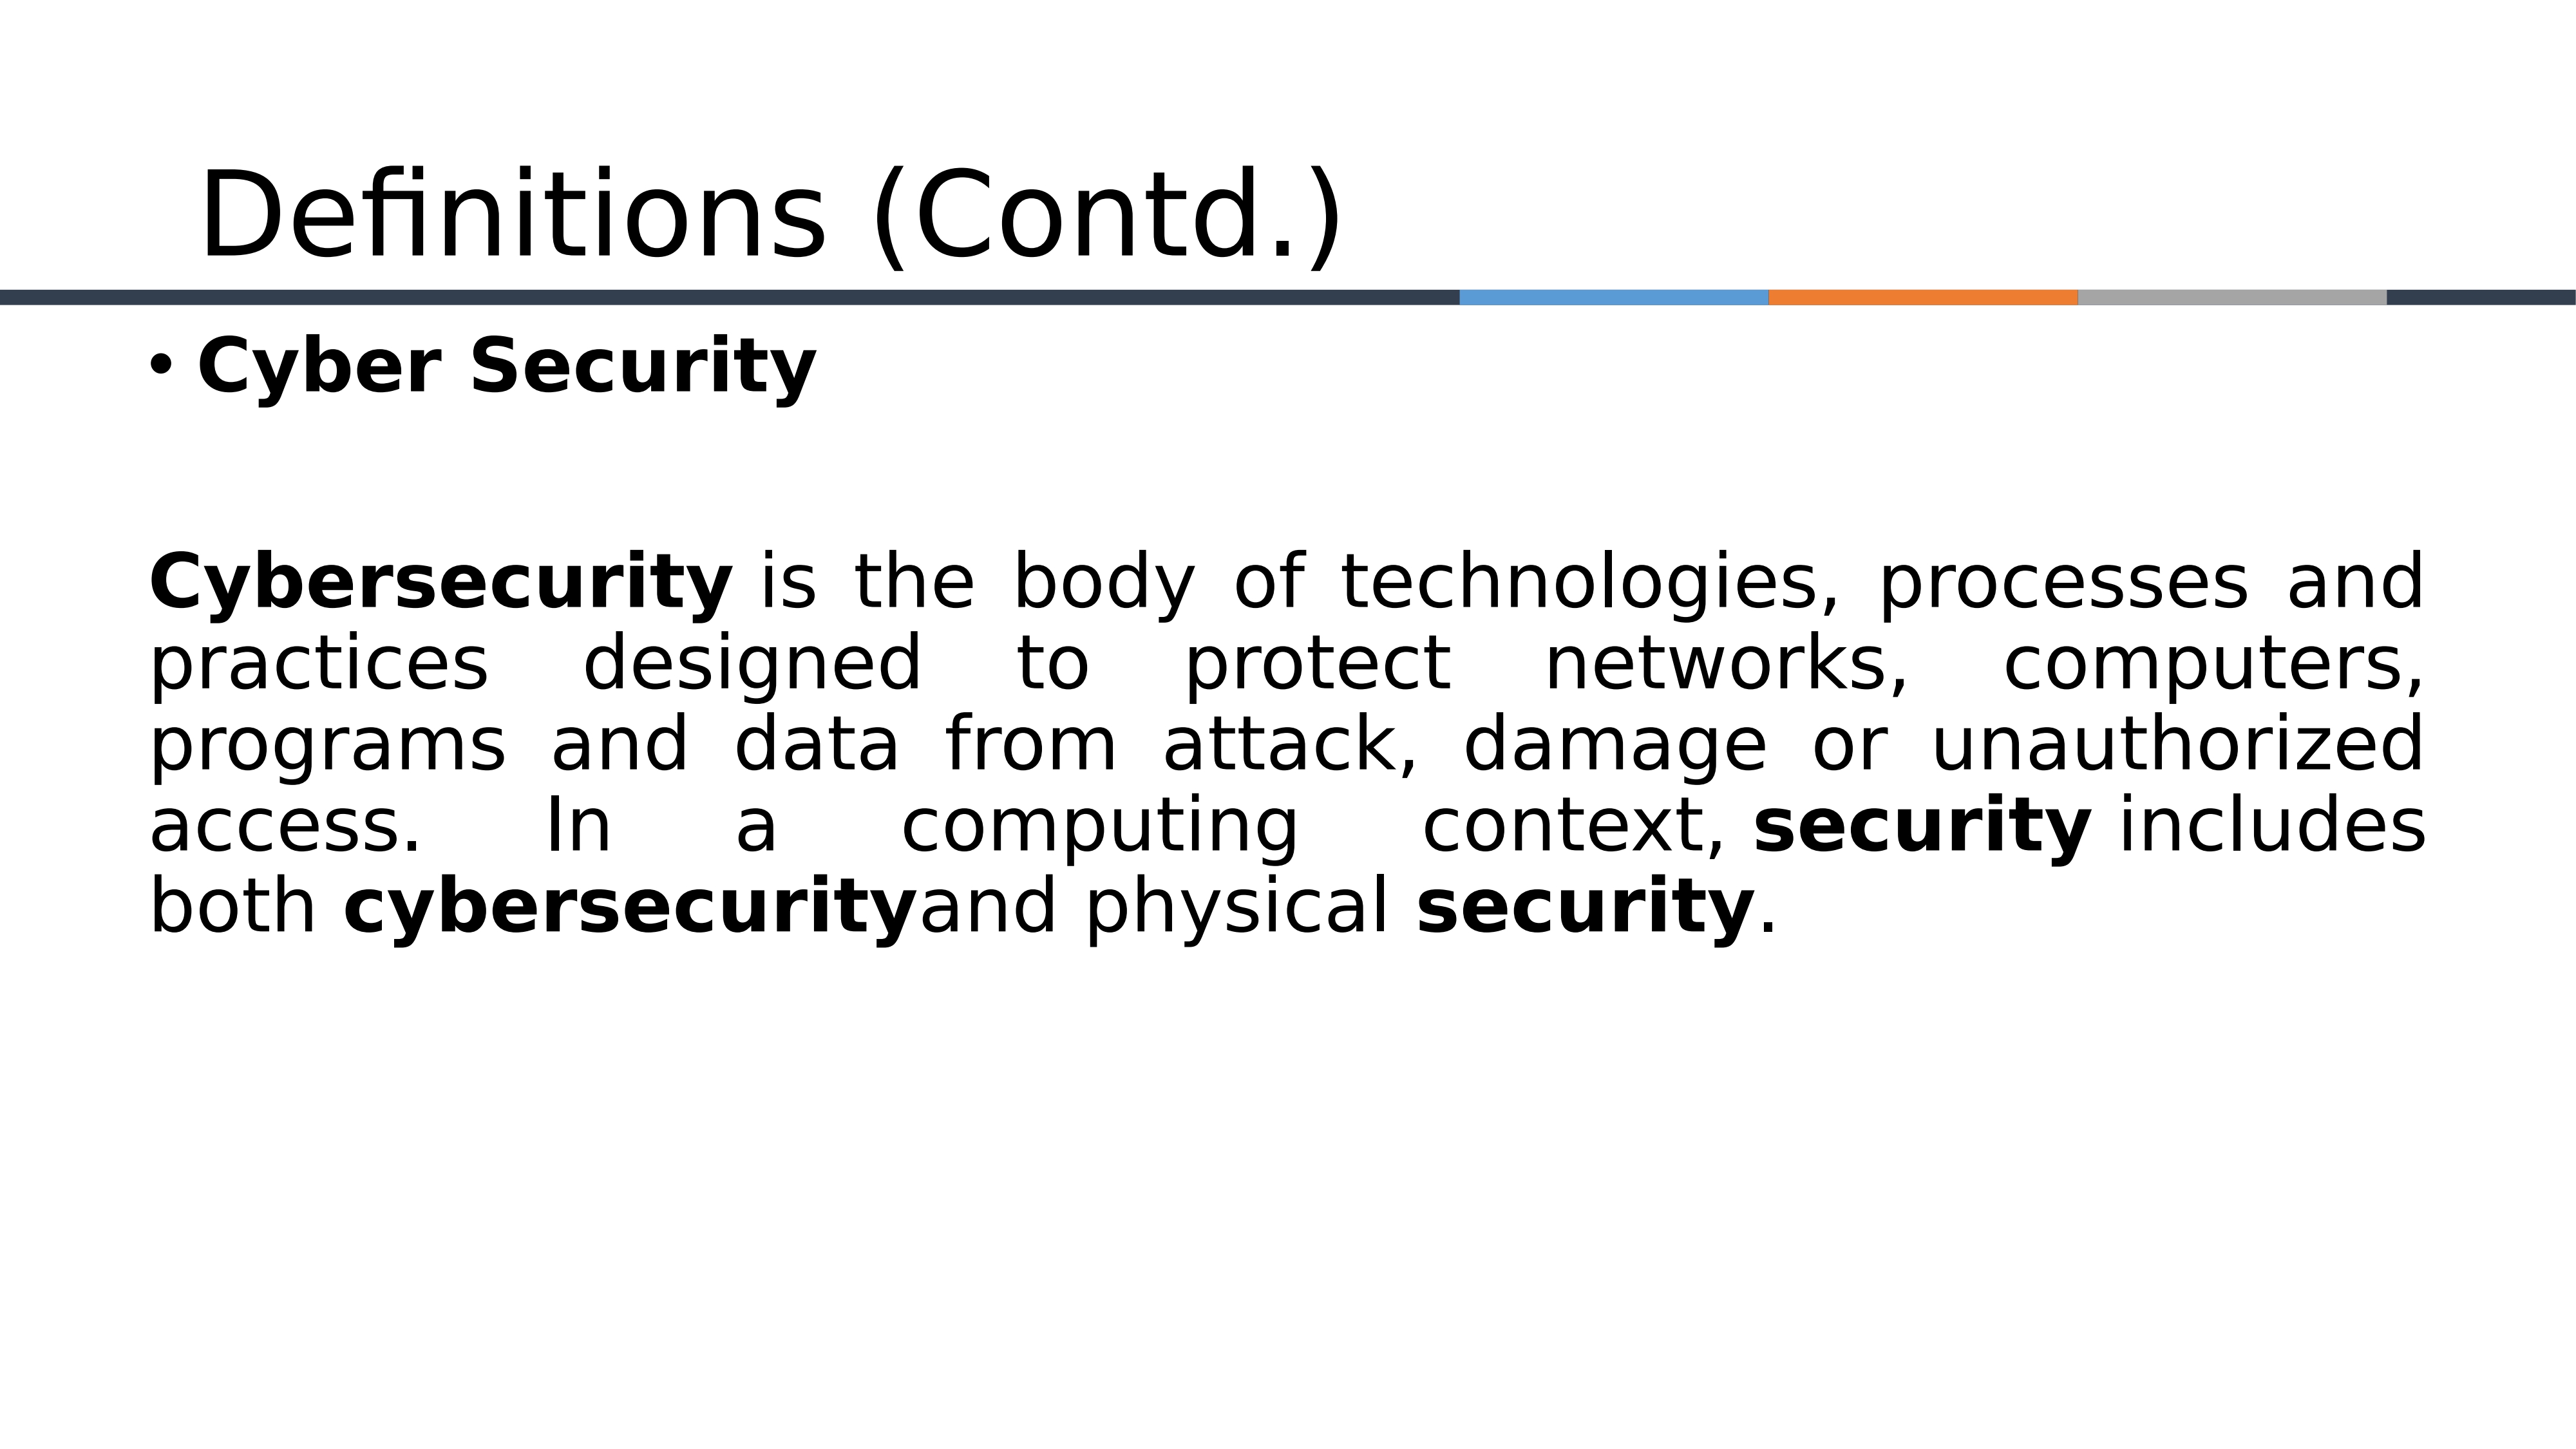 Definitions (Contd.)
• Cyber Security
Cybersecurity is the body of technologies, processes and
practices designed to protect networks, computers,
programs and data from attack, damage or unauthorized
access. In a computing context, security includes
both cybersecurityand physical security.